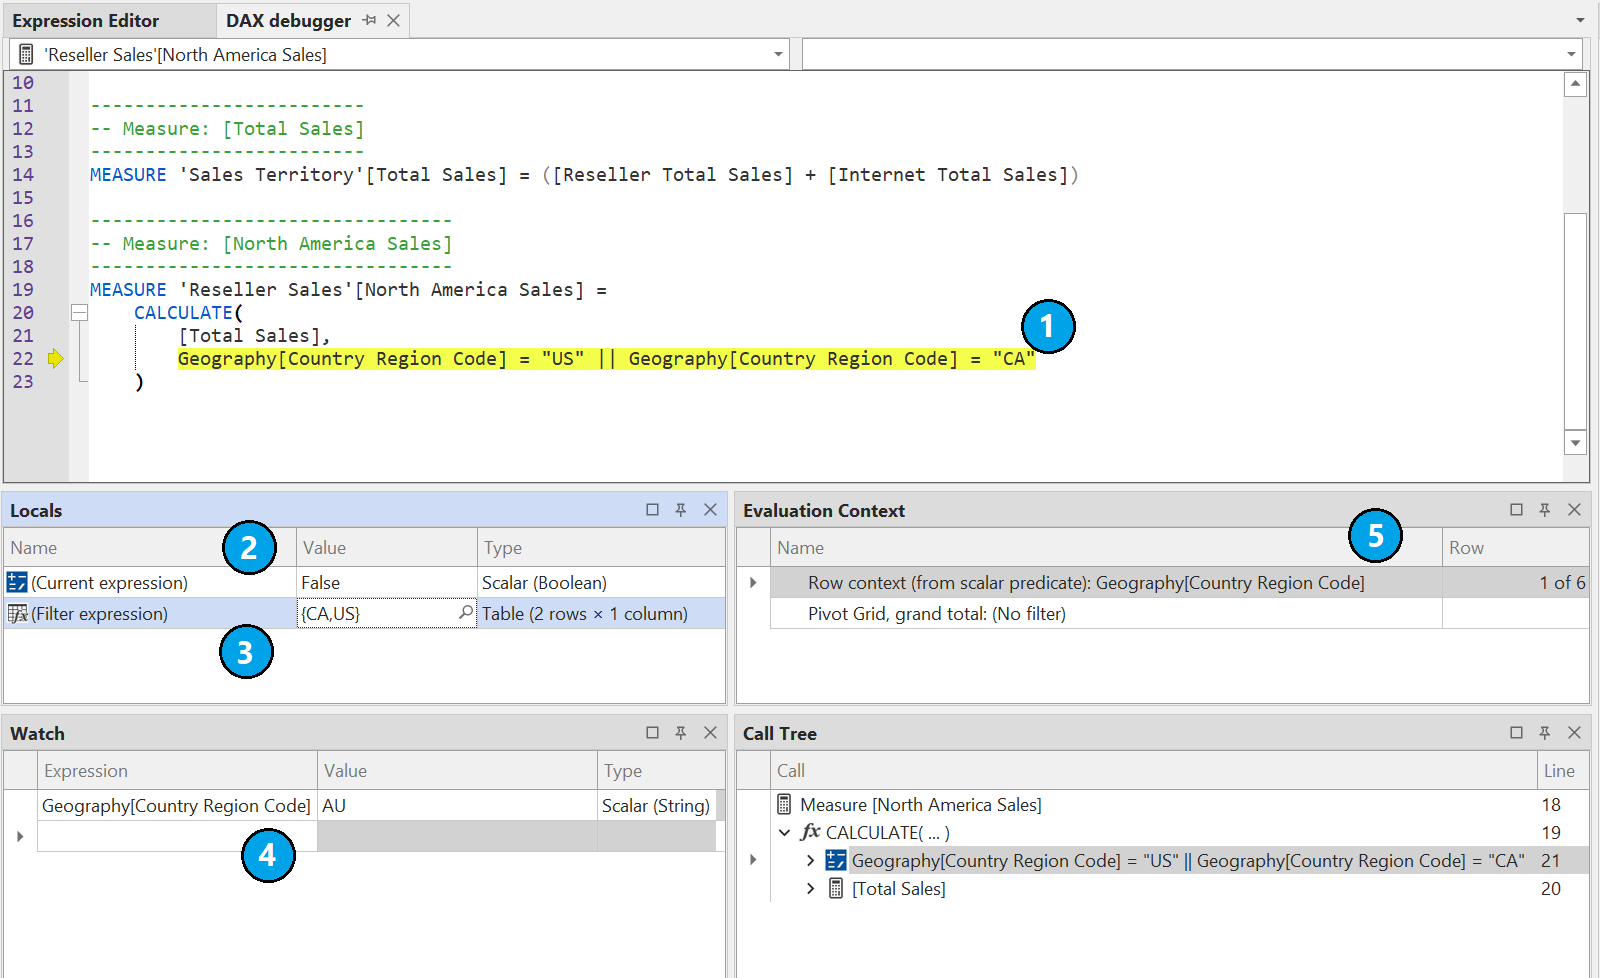 Expression Editor DAX debugger
'Reseller Sales'[North America Sales]
10
11 -------------------------
12 -- Measure: [Total Sales]
13 -------------------------
14 MEASURE 'Sales Territory'[Total Sales] = ([Reseller Total Sales] + [Internet Total Sales])
15
16 ---------------------------------
17 -- Measure: [North America Sales]
18 ---------------------------------
19 MEASURE 'Reseller Sales'[North America Sales] =
20 CALCULATE(
21 [Total Sales],
1
22 Geography[Country Region Code] = "US" || Geography[Country Region Code] = "CA"
23 )
Locals
Name 2 Value Type
(Current expression) False Scalar (Boolean)
(Filter expression) {CA,US} Table (2 rows × 1 column)
3
Evaluation Context
Name 5 Row
Row context (from scalar predicate): Geography[Country Region Code] 1 of 6
Pivot Grid, grand total: (No filter)
Watch
Expression Value Type
Geography[Country Region Code] AU Scalar (String)
4
Call Tree
Call Line
Measure [North America Sales] 18
fx CALCULATE( ... ) 19
Geography[Country Region Code] = "US" || Geography[Country Region Code] = "CA" 21
[Total Sales] 20